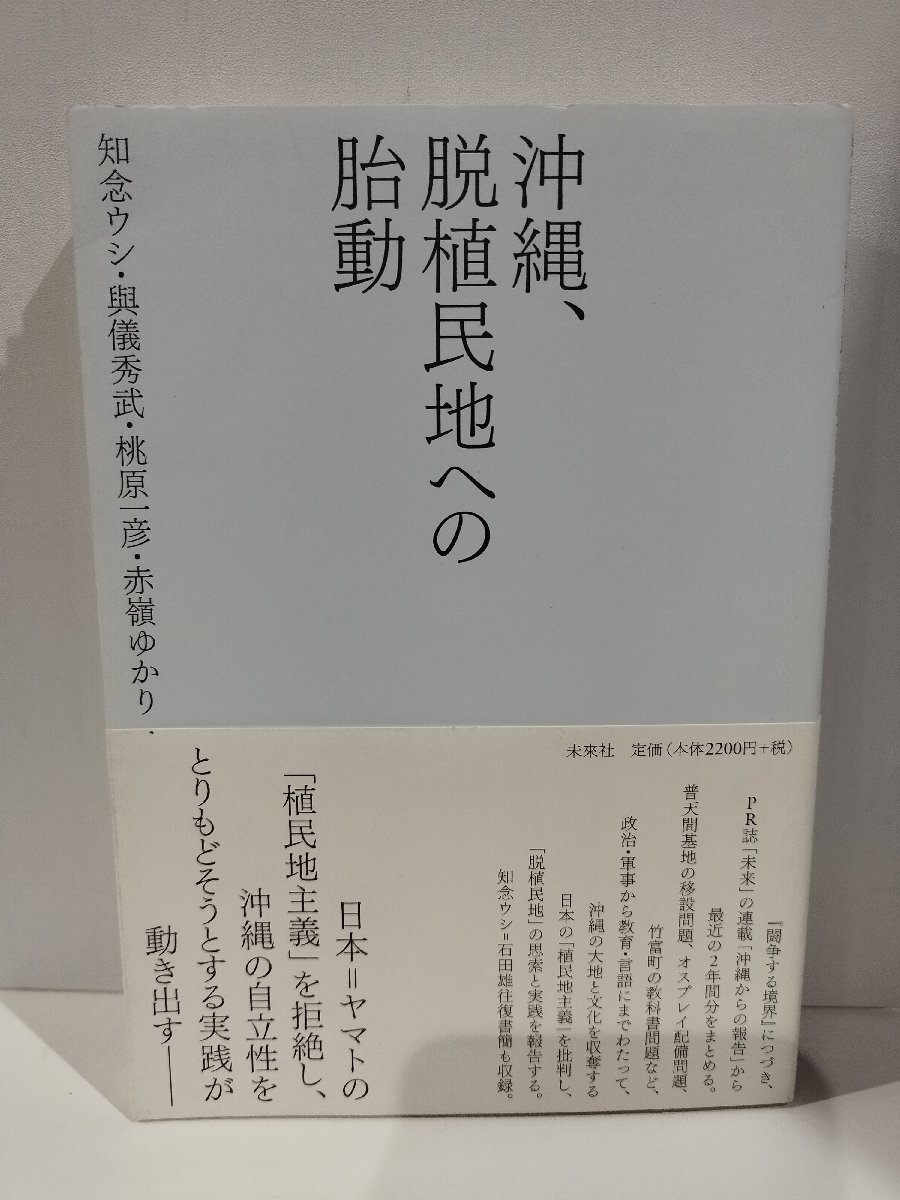 沖縄、
脱植民地への
胎動
知念ウシ・與儀秀武・桃原一彦・赤嶺ゆかり
未來社　定価（本体2200円+税）
『闘争する境界』につづき、
PR誌「未来」の連載「沖縄からの報告」から
最近の2年間分をまとめる。
普天間基地の移設問題、オスプレイ配備問題、
竹富町の教科書問題など、
政治・軍事から教育・言語にまでわたって、
沖縄の大地と文化を収奪する
日本の「植民地主義」を批判し、
「脱植民地」の思索と実践を報告する。
知念ウシ=石田雄往復書簡も収録。
日本=ヤマトの
「植民地主義」を拒絶し、
沖縄の自立性を
とりもどそうとする実践が
動き出す──